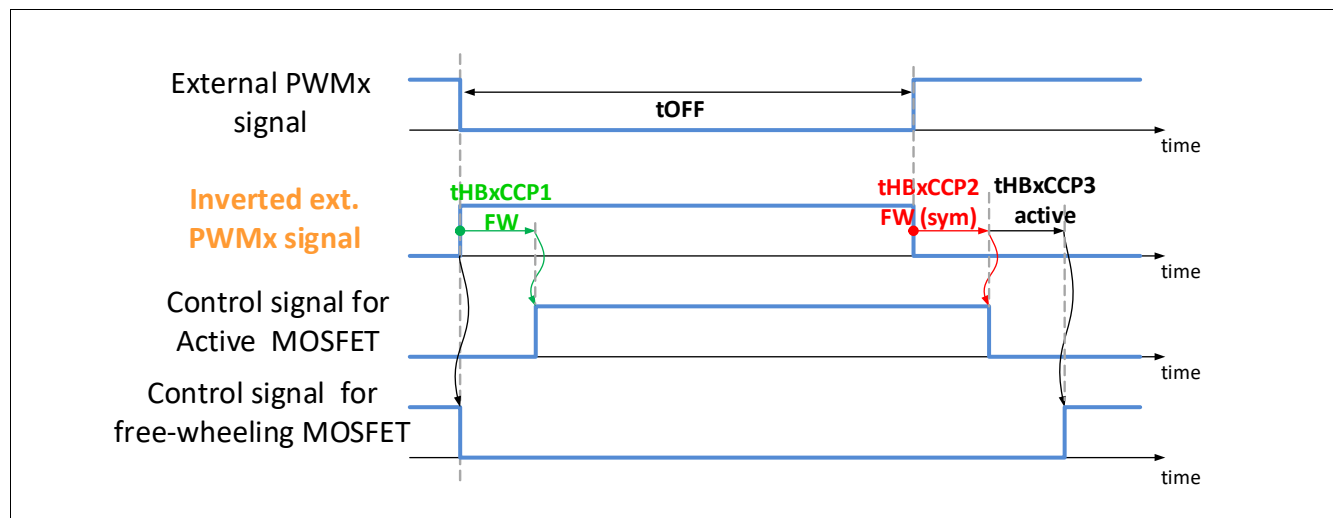 External PWMx
signal
tOFF
time
Inverted ext.
PWMx signal
tHBxCCP1
FW
tHBxCCP2
FW (sym)
tHBxCCP3
active
time
Control signal for
Active MOSFET
time
Control signal for
free-wheeling MOSFET
time